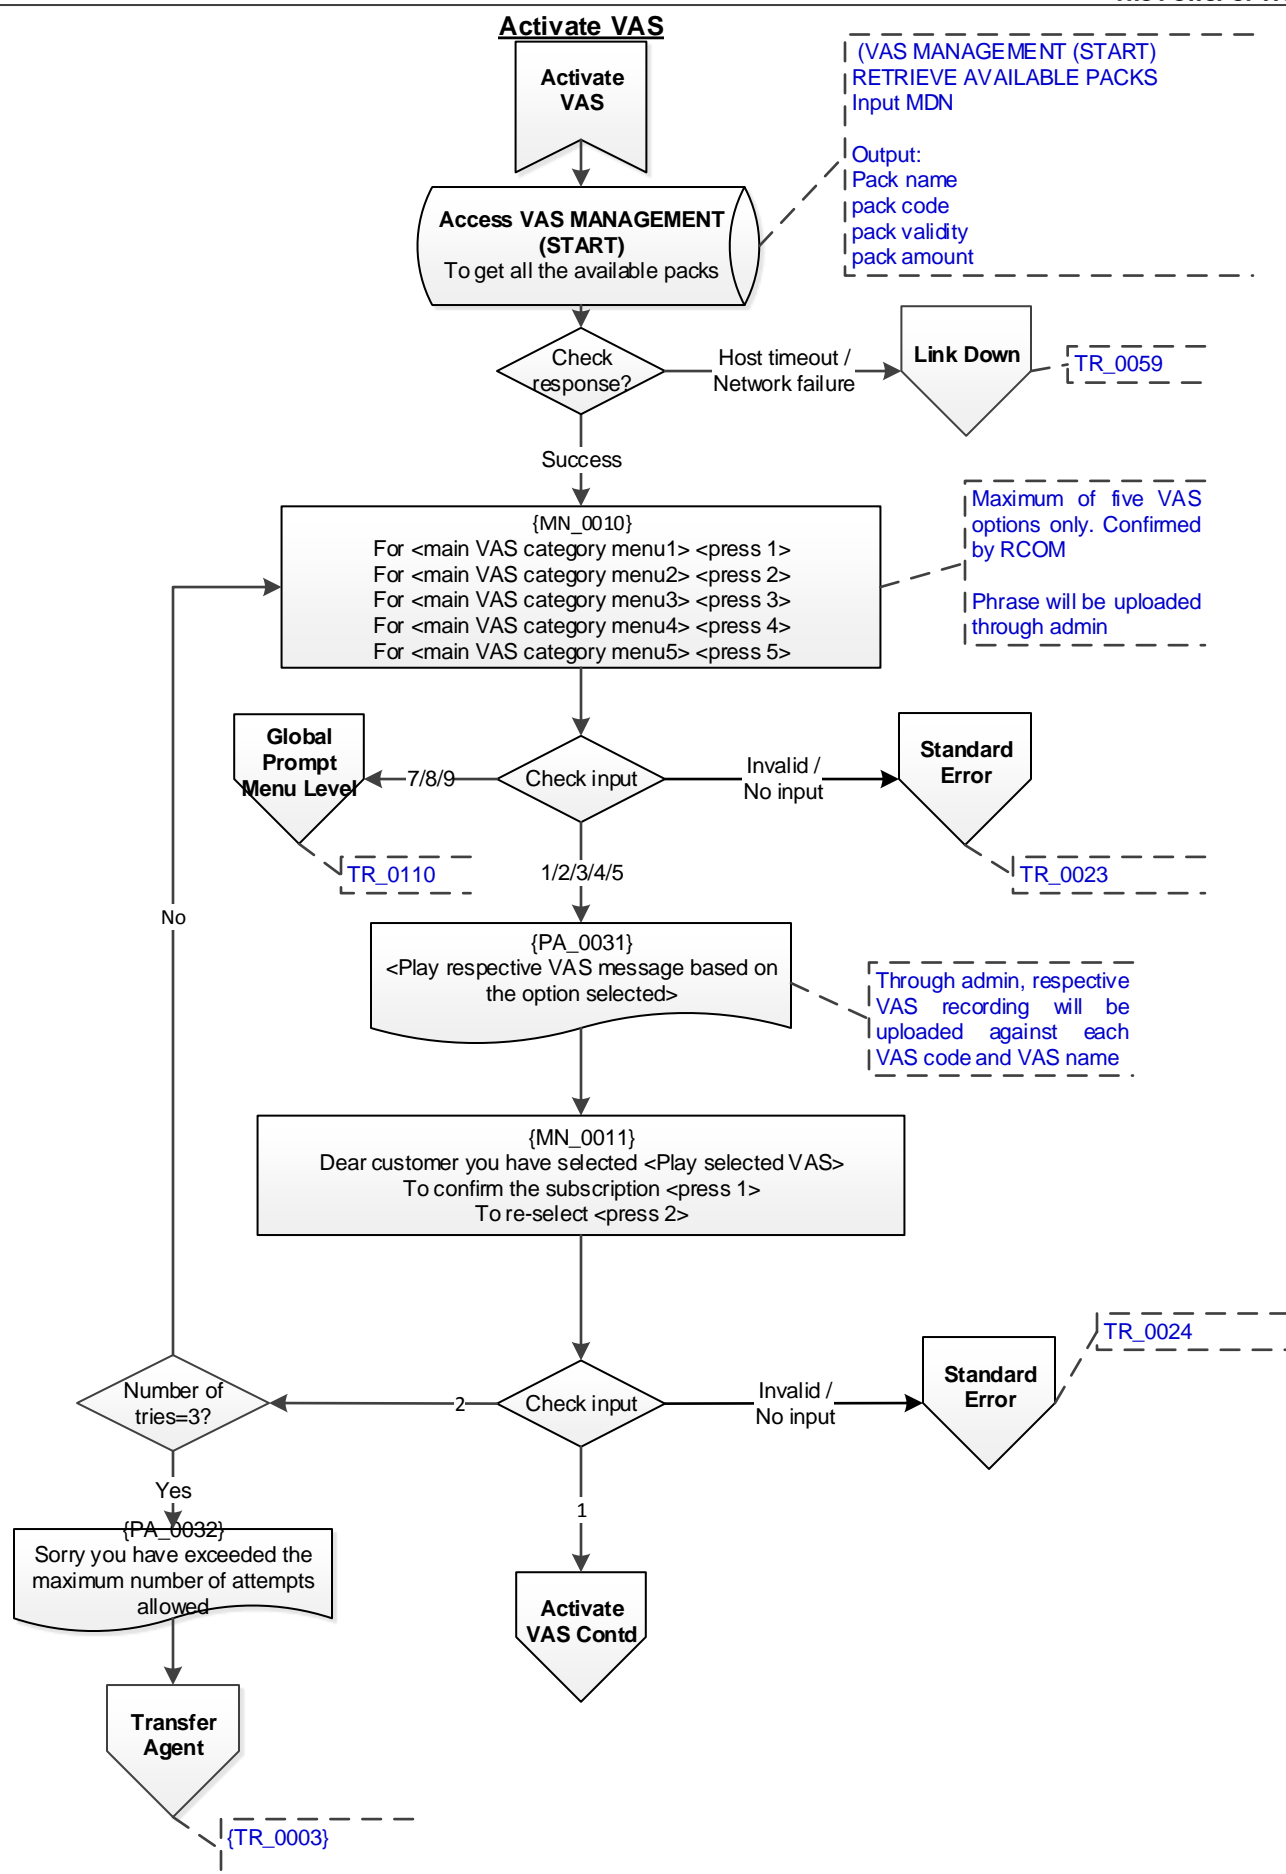 Activate VAS
Activate
VAS
(VAS MANAGEMENT (START)
RETRIEVE AVAILABLE PACKS
Input MDN
Output:
Pack name
pack code
pack validity
pack amount
Access VAS MANAGEMENT
(START)
To get all the available packs
Check
response?
Host timeout /
Network failure
Link Down
TR_0059
Success
{MN_0010}
For <main VAS category menu1> <press 1>
For <main VAS category menu2> <press 2>
For <main VAS category menu3> <press 3>
For <main VAS category menu4> <press 4>
For <main VAS category menu5> <press 5>
Maximum of five VAS
options only. Confirmed
by RCOM
Phrase will be uploaded
through admin
Global
Prompt
Menu Level
7/8/9
Check input
Invalid /
No input
Standard
Error
TR_0110
1/2/3/4/5
TR_0023
No
{PA_0031}
<Play respective VAS message based on
the option selected>
Through admin, respective
VAS recording will be
uploaded against each
VAS code and VAS name
{MN_0011}
Dear customer you have selected <Play selected VAS>
To confirm the subscription <press 1>
To re-select <press 2>
TR_0024
Number of
tries=3?
2
Check input
Invalid /
No input
Standard
Error
Yes
1
{PA_0032}
Sorry you have exceeded the
maximum number of attempts
allowed
Activate
VAS Contd
Transfer
Agent
{TR_0003}